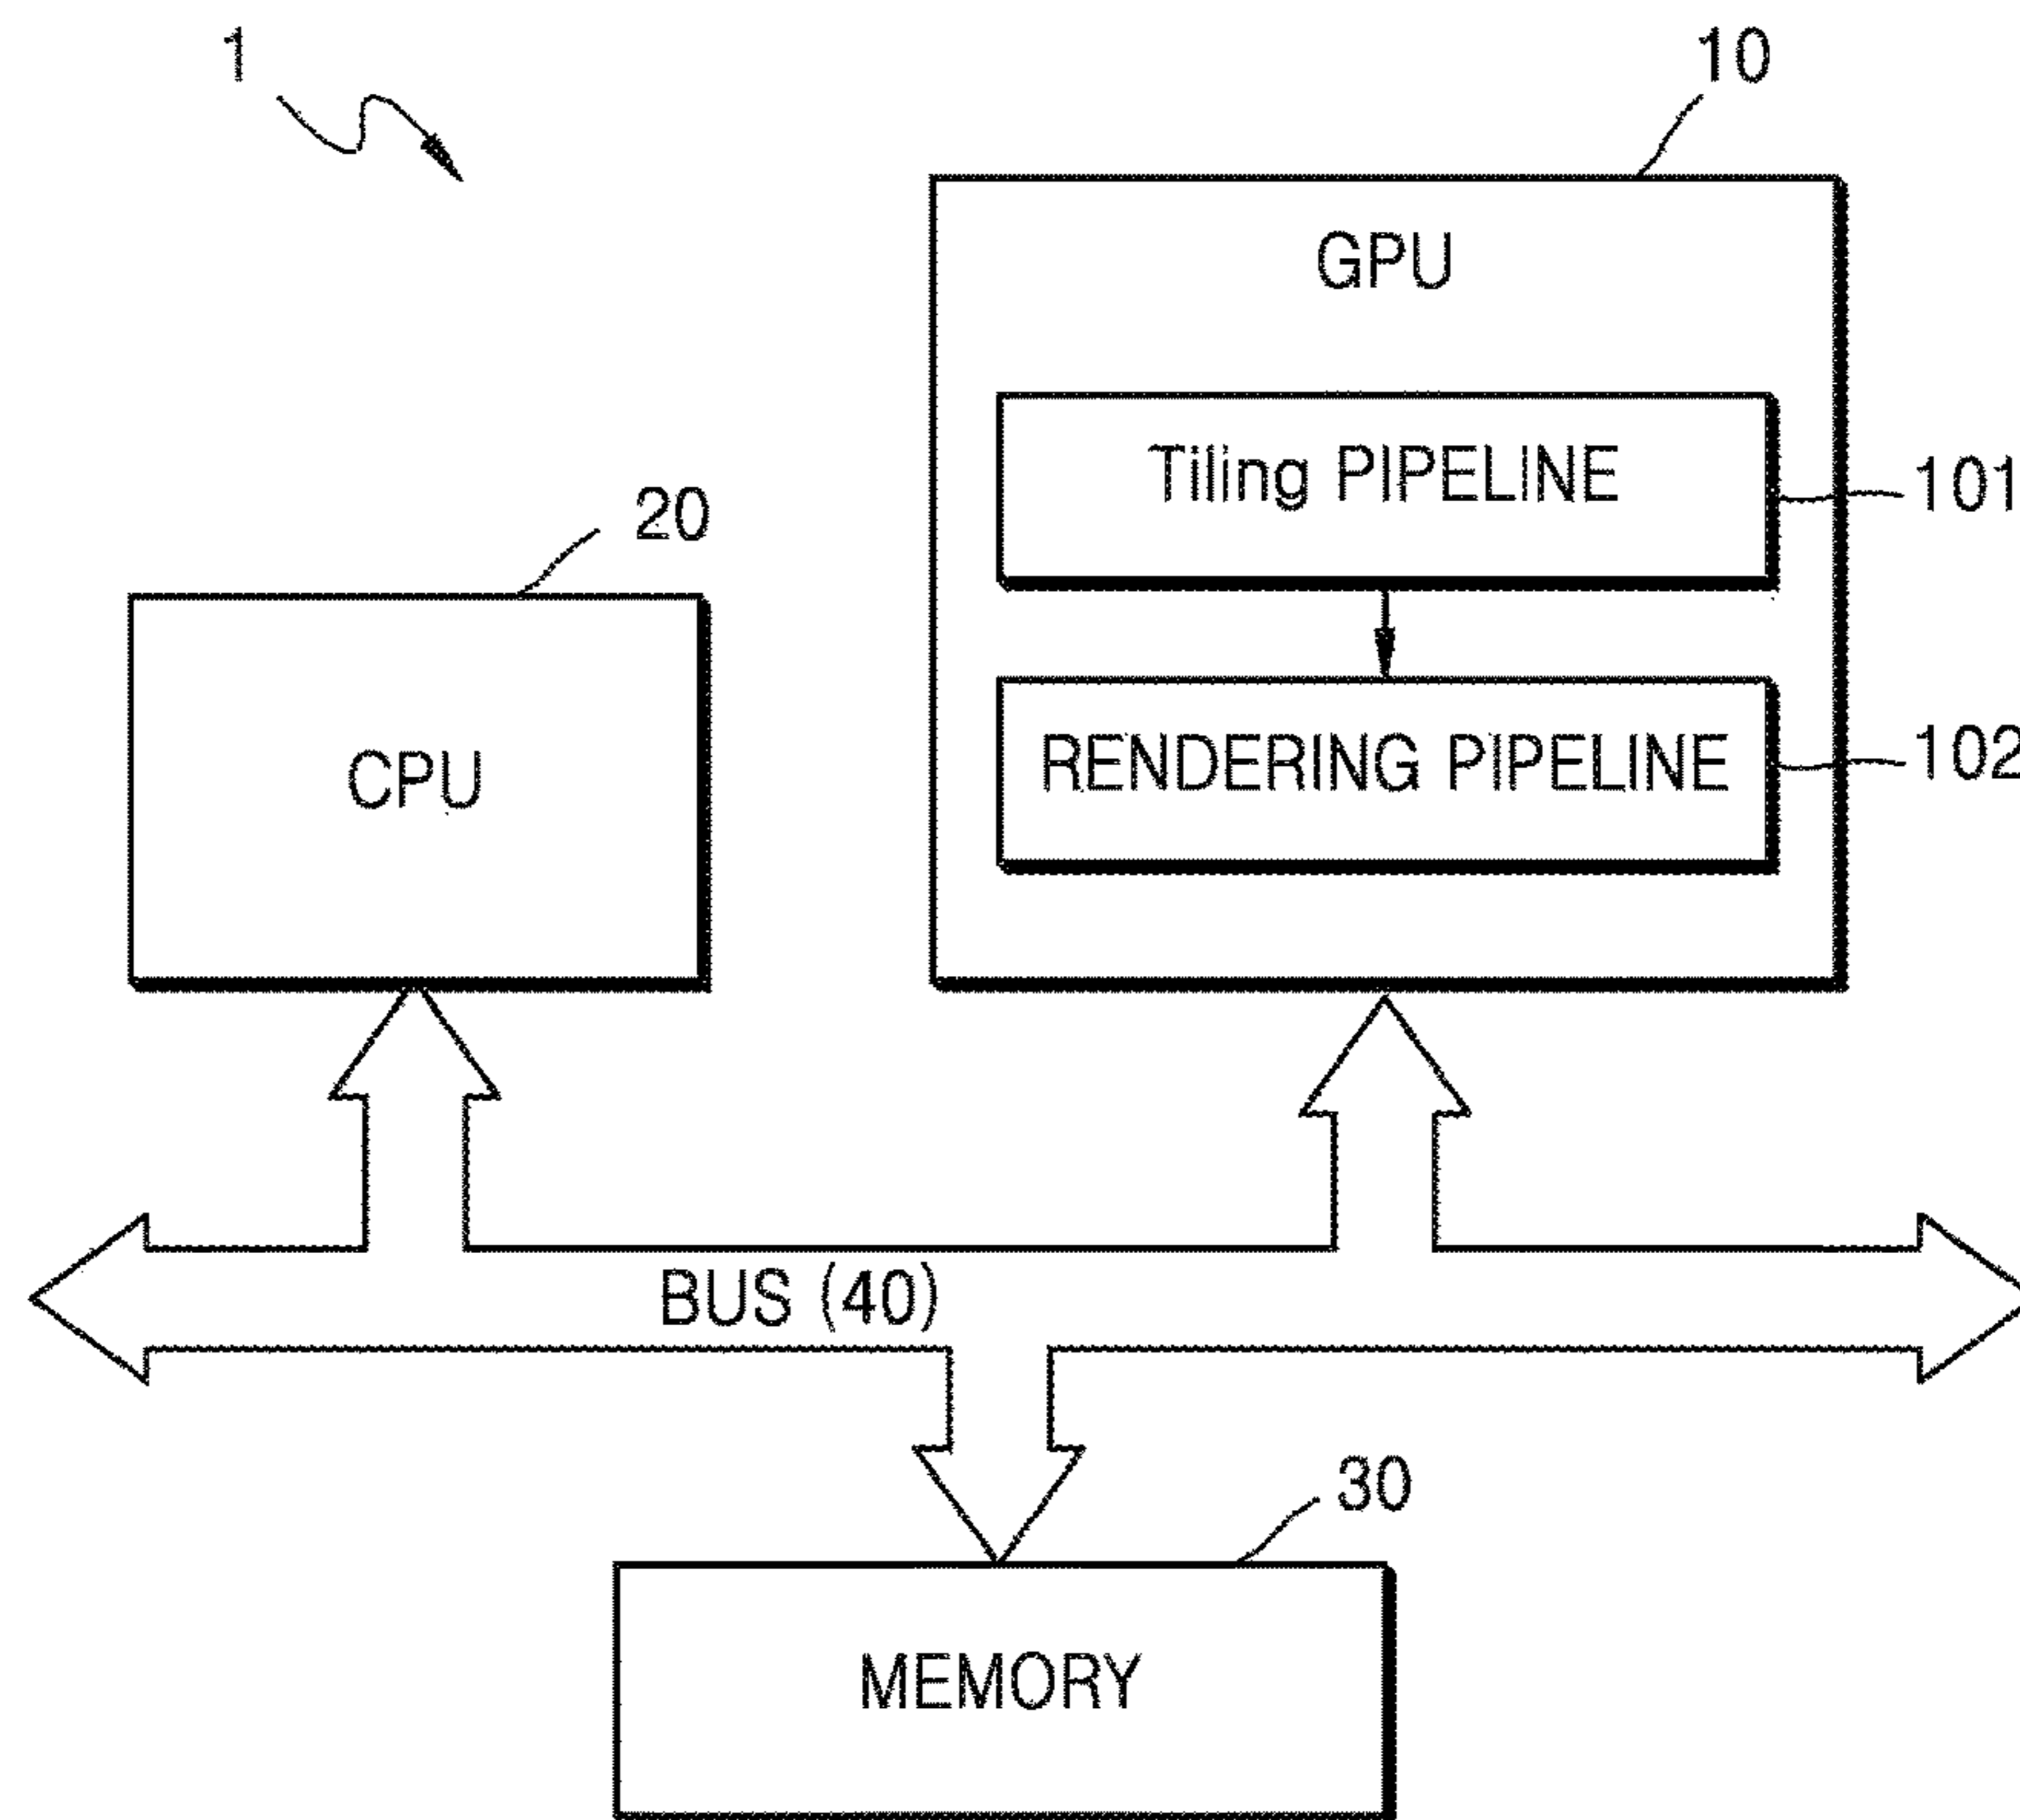 1
10
GPU
Tiling PIPELINE
101
20
CPU
RENDERING PIPELINE
102
BUS (40)
30
MEMORY